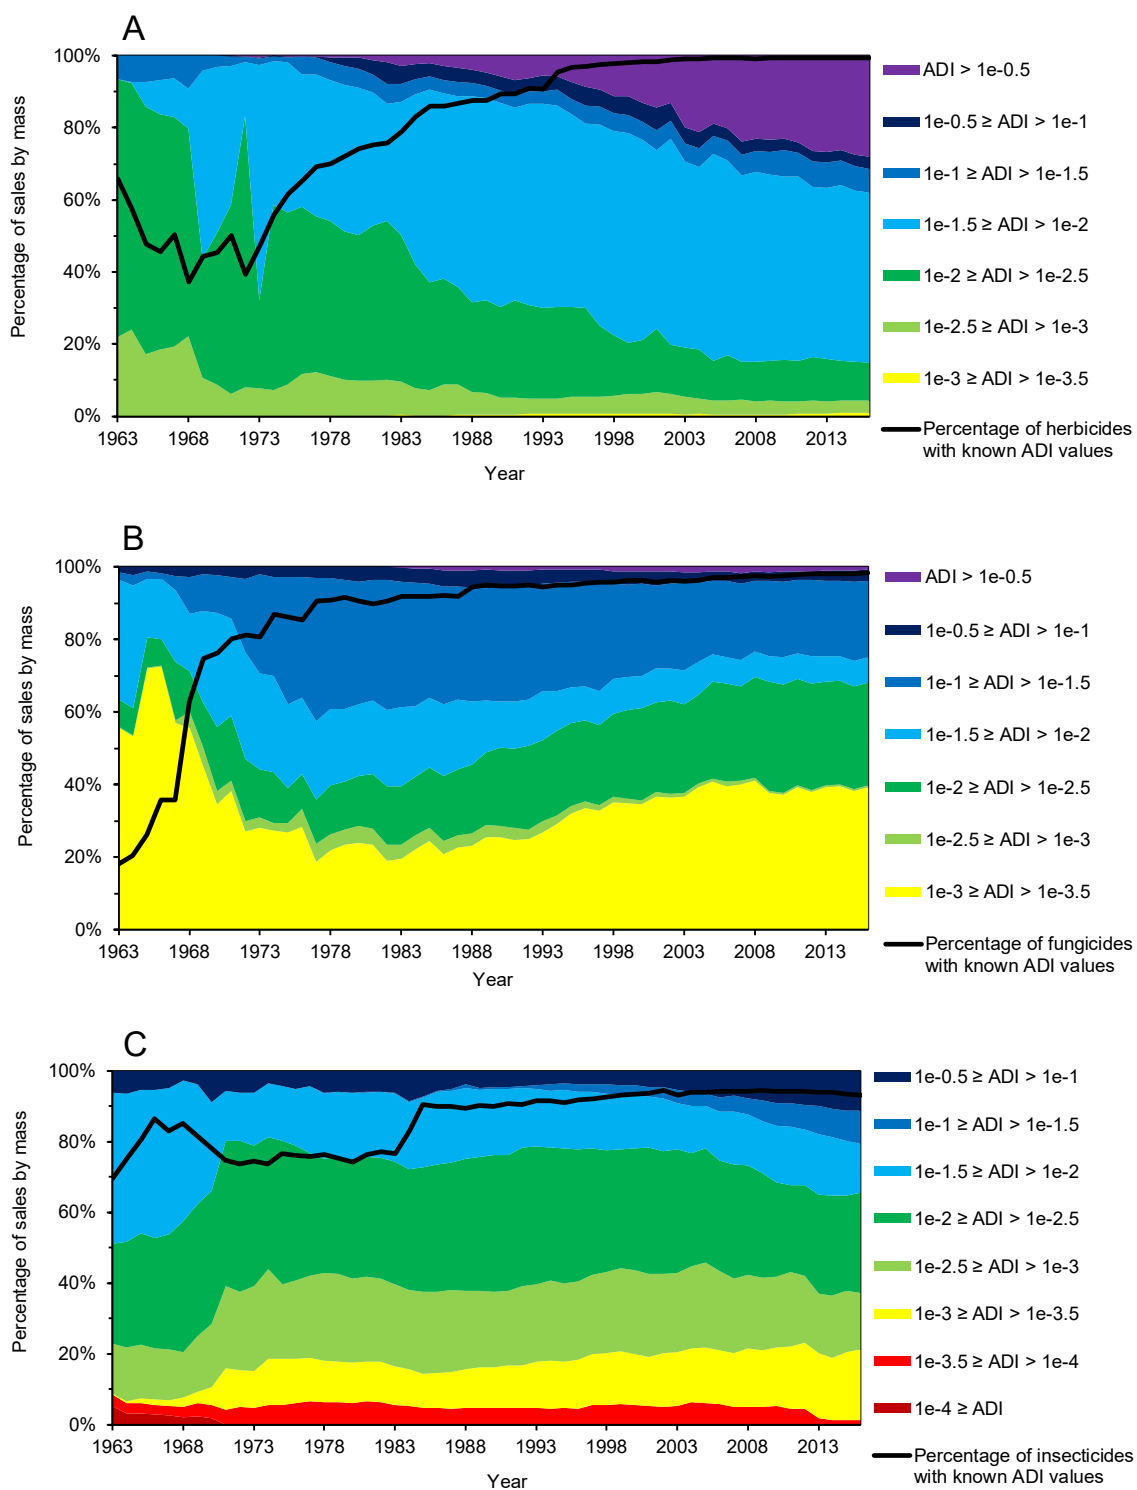 A
Percentage of sales by mass
100%
80%
60%
40%
20%
0%
1963 1968 1973 1978 1983 1988 1993 1998 2003 2008 2013
Year
ADI > 1e-0.5
1e-0.5 ≥ ADI > 1e-1
1e-1 ≥ ADI > 1e-1.5
1e-1.5 ≥ ADI > 1e-2
1e-2 ≥ ADI > 1e-2.5
1e-2.5 ≥ ADI > 1e-3
1e-3 ≥ ADI > 1e-3.5
Percentage of herbicides
with known ADI values
B
Percentage of sales by mass
100%
80%
60%
40%
20%
0%
1963 1968 1973 1978 1983 1988 1993 1998 2003 2008 2013
Year
ADI > 1e-0.5
1e-0.5 ≥ ADI > 1e-1
1e-1 ≥ ADI > 1e-1.5
1e-1.5 ≥ ADI > 1e-2
1e-2 ≥ ADI > 1e-2.5
1e-2.5 ≥ ADI > 1e-3
1e-3 ≥ ADI > 1e-3.5
Percentage of fungicides
with known ADI values
C
Percentage of sales by mass
100%
80%
60%
40%
20%
0%
1963 1968 1973 1978 1983 1988 1993 1998 2003 2008 2013
Year
1e-0.5 ≥ ADI > 1e-1
1e-1 ≥ ADI > 1e-1.5
1e-1.5 ≥ ADI > 1e-2
1e-2 ≥ ADI > 1e-2.5
1e-2.5 ≥ ADI > 1e-3
1e-3 ≥ ADI > 1e-3.5
1e-3.5 ≥ ADI > 1e-4
1e-4 ≥ ADI
Percentage of insecticides
with known ADI values